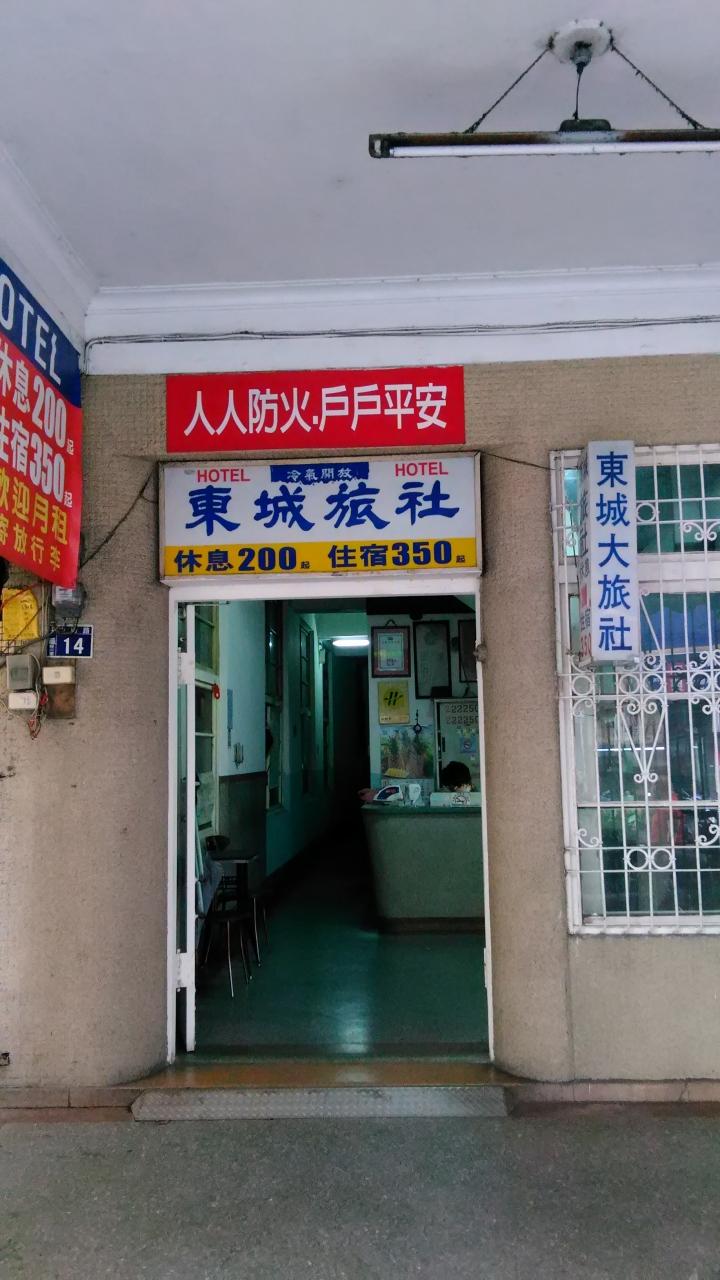 HOTEL
休息200起
住宿350起
歡迎月租
寄放行李
14
人人防火.戶戶平安
HOTEL 冷氣開放 HOTEL
東城旅社
休息200起 住宿350起
東城大旅社